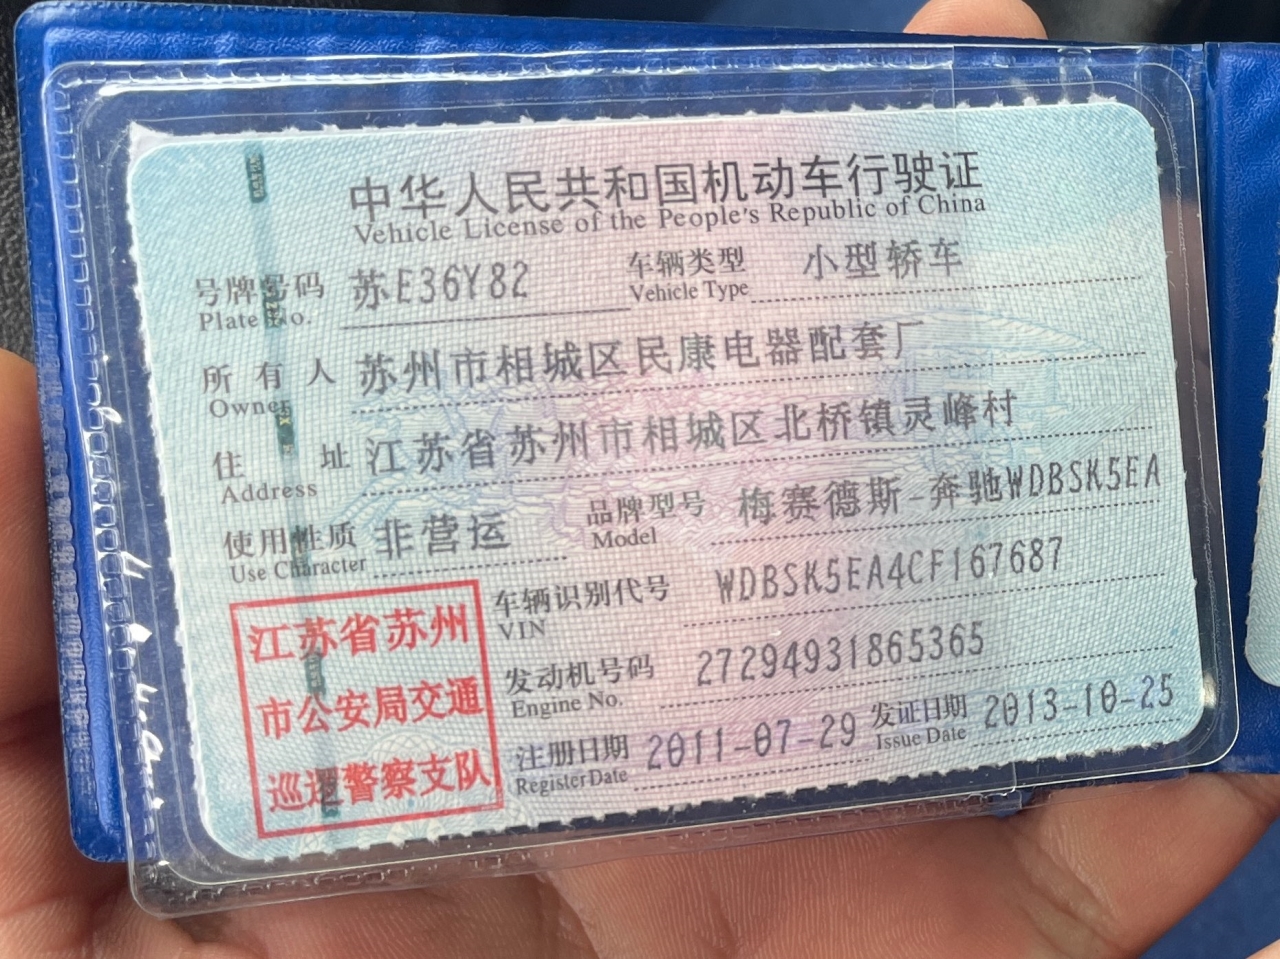 中华人民共和国机动车行驶证
Vehicle License of the People's Republic of China
号牌号码 苏E36Y82 车辆类型 小型轿车
Plate No. Vehicle Type
所有人 苏州市相城区民康电器配套厂
Owner
住址 江苏省苏州市相城区北桥镇灵峰村
Address
使用性质 非营运 品牌型号 梅赛德斯-奔驰WDBSK5EA
Use Character Model
车辆识别代号 WDBSK5EA4CF167687
VIN
发动机号码 27294931865365
Engine No.
注册日期 2011-07-29 发证日期 2013-10-25
Register Date Issue Date
江苏省苏州
市公安局交通
巡逻警察支队